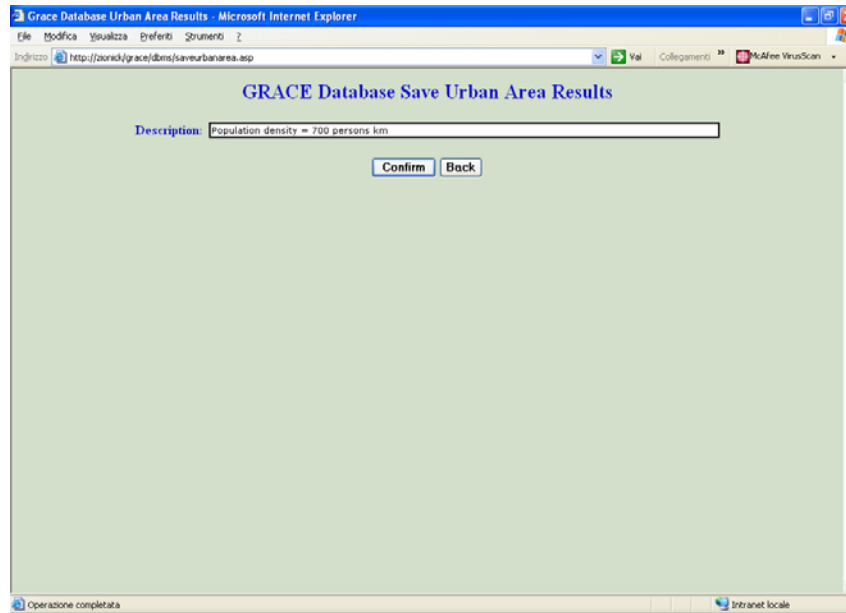 Grace Database Urban Area Results - Microsoft Internet Explorer
File Modifica Visualizza Preferiti Strumenti ?
Indirizzo http://zionick/grace/dbms/saveurbanarea.asp Vai Collegamenti » McAfee VirusScan
GRACE Database Save Urban Area Results
Description: Population density = 700 persons km
Confirm Back
Operazione completata Intranet locale